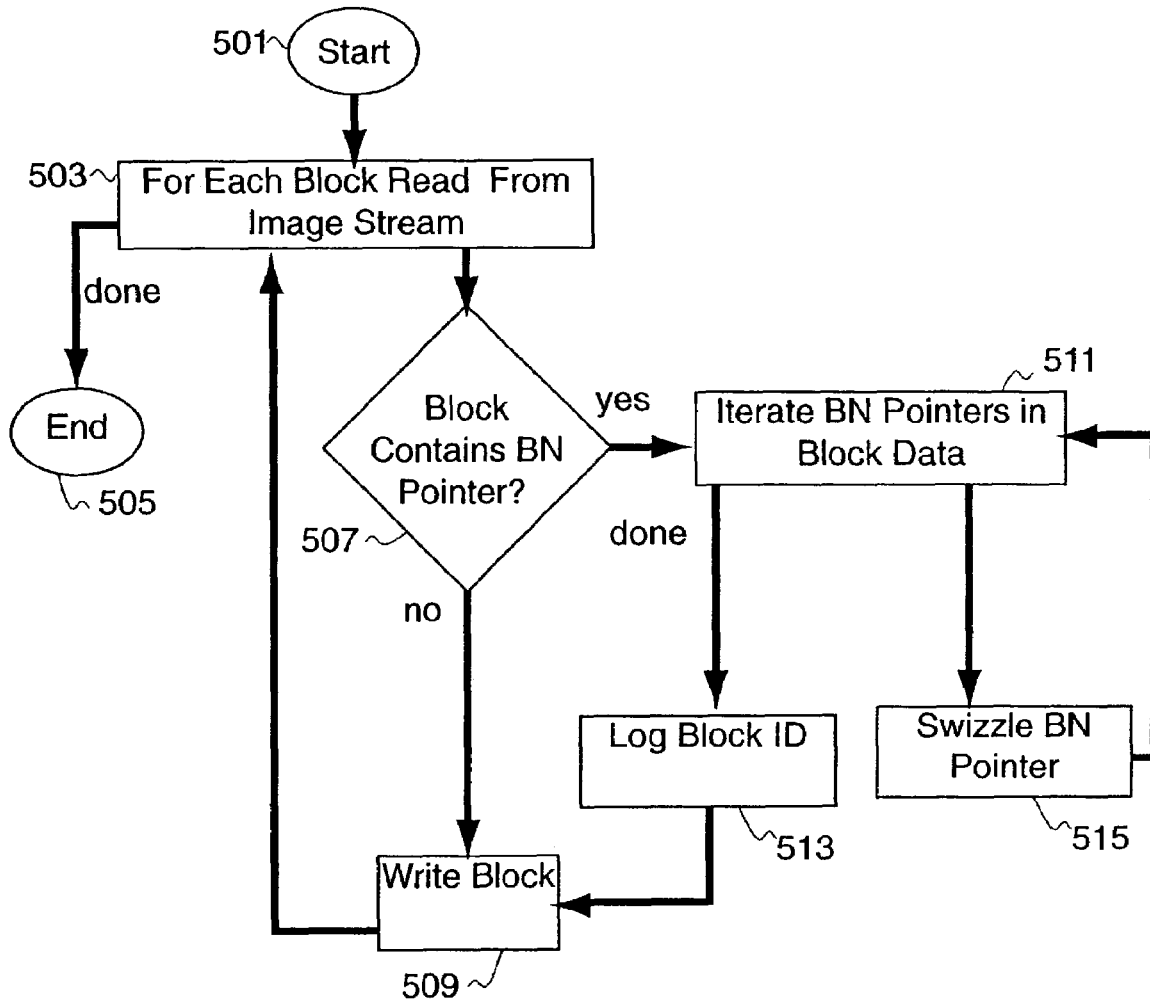 501
Start
503
For Each Block Read From
Image Stream
done
End
505
Block
Contains BN
Pointer?
507
yes
no
511
Iterate BN Pointers in
Block Data
done
Log Block ID
513
Swizzle BN
Pointer
515
Write Block
509